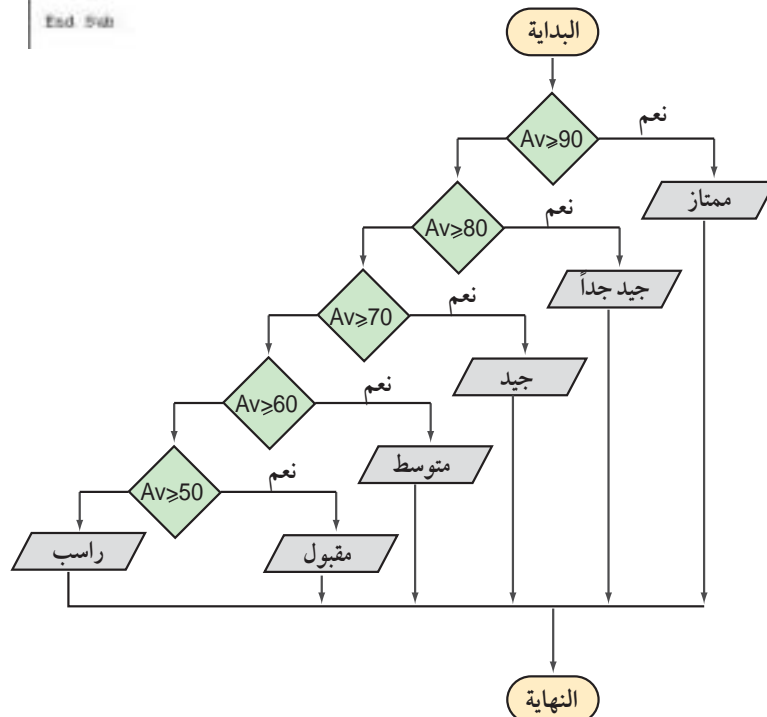 End Sub
البداية
نعم
Av⩾90
ممتاز
نعم
Av⩾80
جيد جداً
نعم
Av⩾70
جيد
نعم
Av⩾60
متوسط
نعم
Av⩾50
مقبول
راسب
النهاية